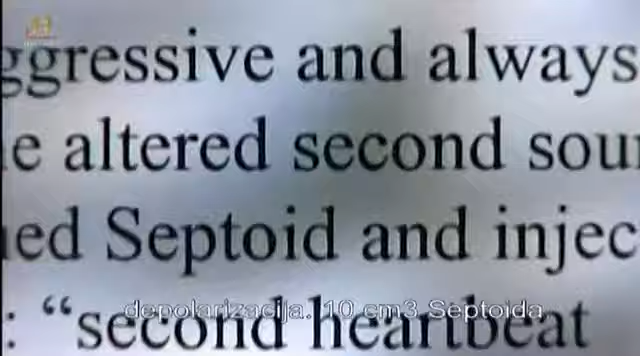 ggressive and always
e altered second sou
ed Septoid and injec
: “second heartbeat
depolarizacija. 10 cm3 Septoida